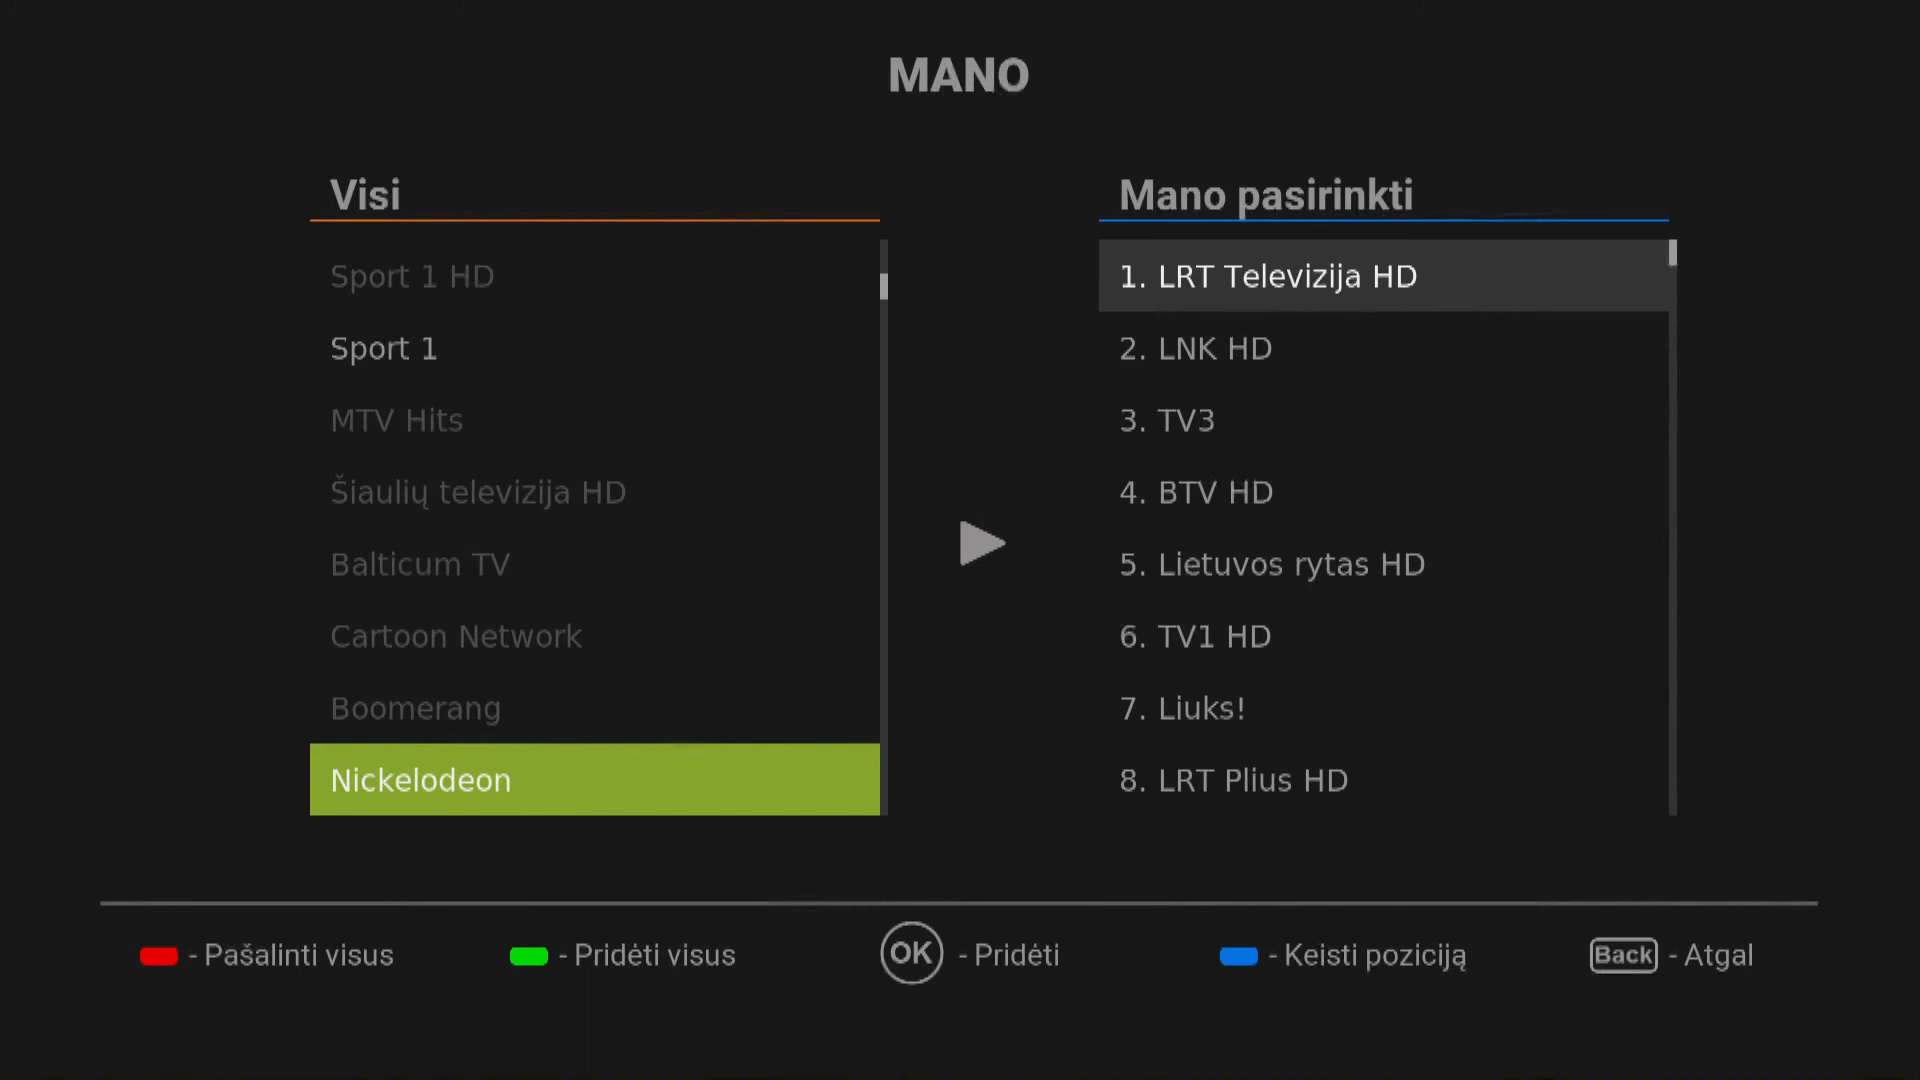 MANO
Visi
Sport 1 HD
Sport 1
MTV Hits
Šiaulių televizija HD
Balticum TV
Cartoon Network
Boomerang
Nickelodeon
Mano pasirinkti
1. LRT Televizija HD
2. LNK HD
3. TV3
4. BTV HD
5. Lietuvos rytas HD
6. TV1 HD
7. Liuks!
8. LRT Plius HD
- Pašalinti visus
- Pridėti visus
OK - Pridėti
- Keisti poziciją
Back - Atgal